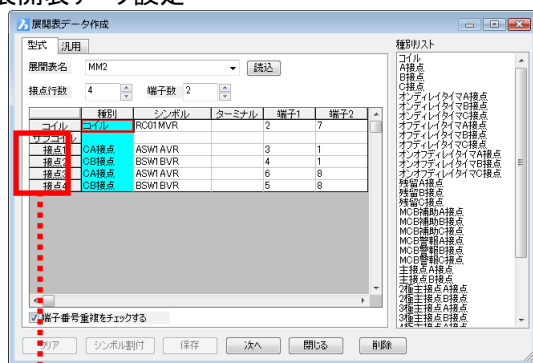 展開表データ設定
展開表データ作成
型式 汎用
展開表名 MM2 読込
接点行数 4 端子数 2
種別 シンボル ターミナル 端子1 端子2
コイル コイル RC01MVR 2 7
サブコイル
接点1 CA接点 ASW1AVR 3 1
接点2 CB接点 BSW1BVR 4 1
接点3 CA接点 ASW1AVR 6 8
接点4 CB接点 BSW1BVR 5 8
端子番号重複をチェックする
クリア シンボル割付 保存 次へ 閉じる 削除
種別リスト
コイル
A接点
B接点
C接点
オンディレイタイマA接点
オンディレイタイマB接点
オンディレイタイマC接点
オフディレイタイマA接点
オフディレイタイマB接点
オフディレイタイマC接点
オンオフディレイタイマA接点
オンオフディレイタイマB接点
オンオフディレイタイマC接点
残留A接点
残留B接点
残留C接点
MCB補助A接点
MCB補助B接点
MCB補助C接点
MCB警報A接点
MCB警報B接点
MCB警報C接点
主接点A接点
主接点B接点
2極主接点A接点
2極主接点B接点
3極主接点A接点
3極主接点B接点
4極主接点A接点